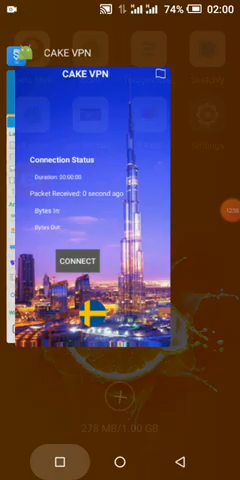 74% 02:00
CAKE VPN
CAKE VPN
Connection Status
Duration: 00:00:00
Packet Received: 0 second ago
Bytes In:
Bytes Out:
CONNECT
278 MB/1.00 GB